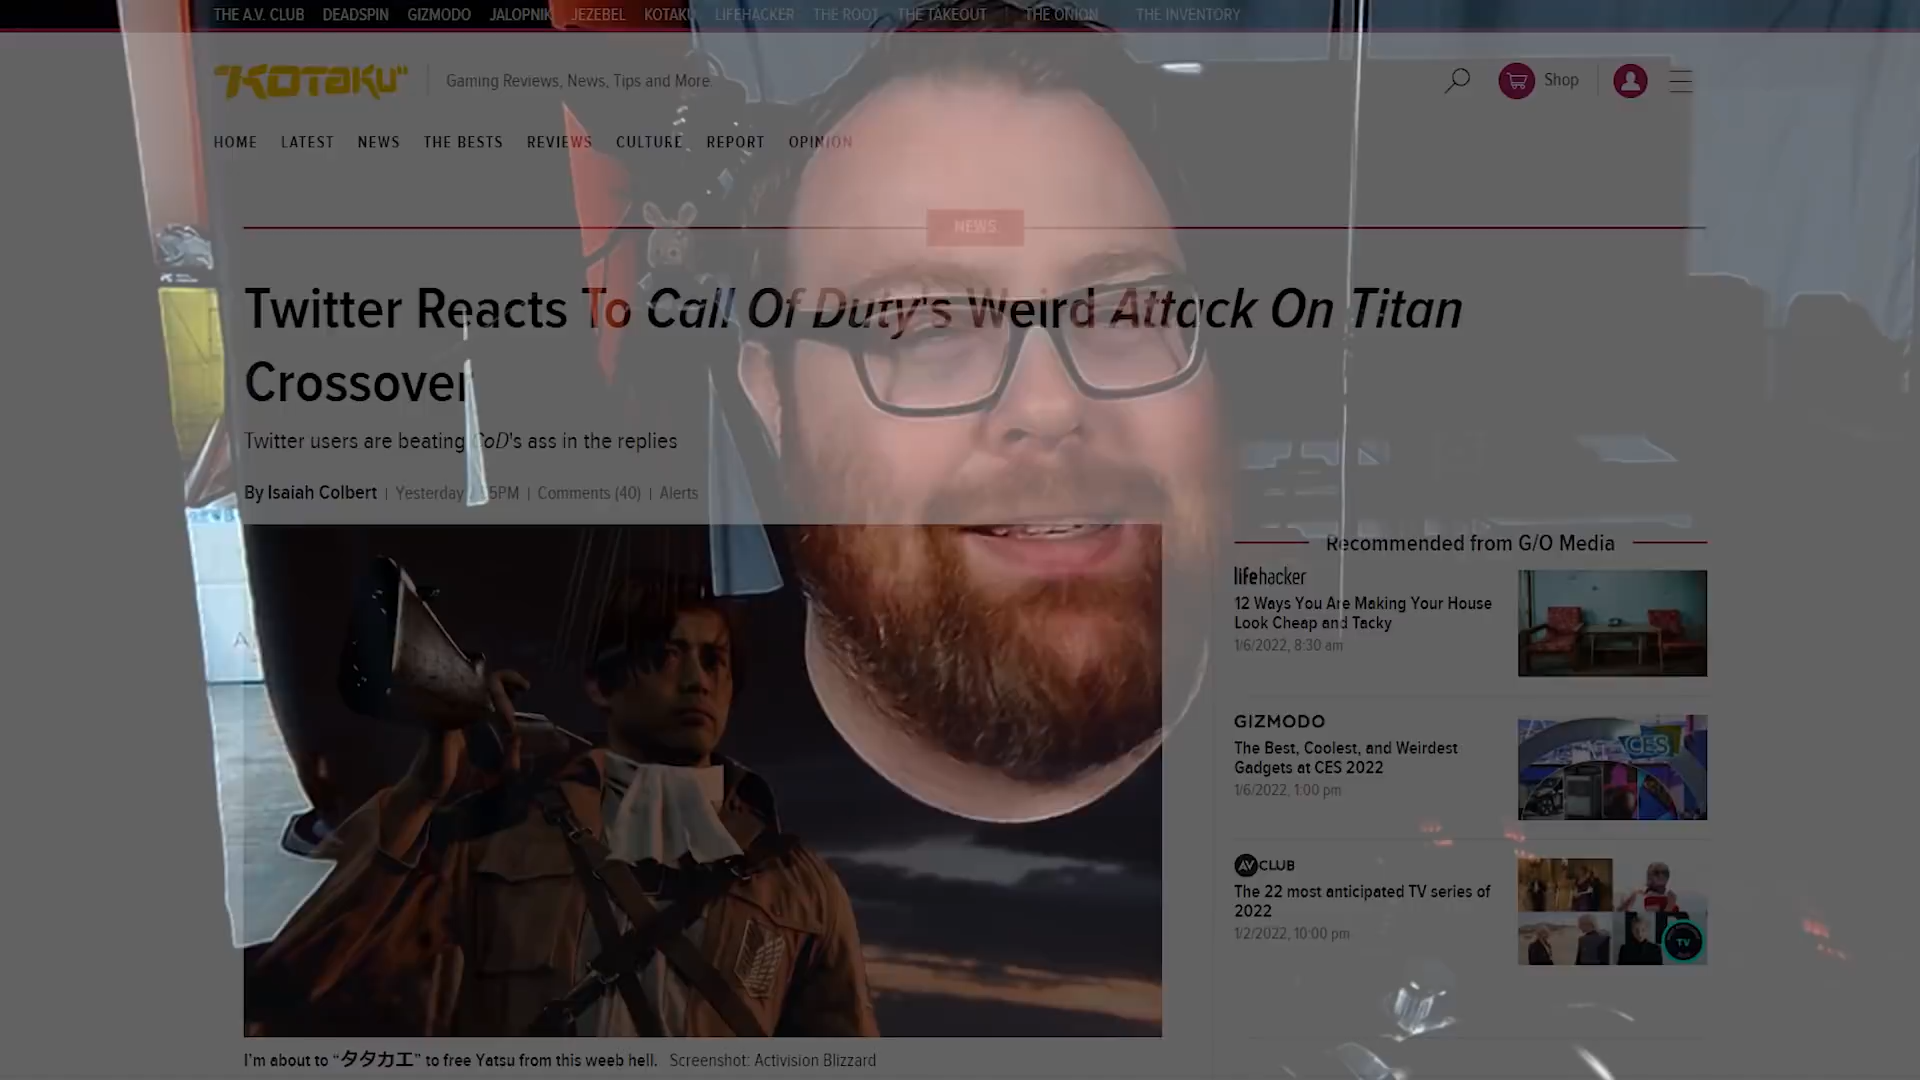 THE A.V. CLUB DEADSPIN GIZMODO JALOPNIK JEZEBEL KOTAKU LIFEHACKER THE ROOT THE TAKEOUT THE ONION THE INVENTORY
"KOTAKU" Gaming Reviews, News, Tips and More. Shop
HOME LATEST NEWS THE BESTS REVIEWS CULTURE REPORT OPINION
NEWS
Twitter Reacts To Call Of Duty's Weird Attack On Titan
Crossover
Twitter users are beating CoD's ass in the replies
By Isaiah Colbert | Yesterday | Comments (40) | Alerts
I'm about to “タタカエ” to free Yatsu from this weeb hell. Screenshot: Activision Blizzard
Recommended from G/O Media
lifehacker
12 Ways You Are Making Your House
Look Cheap and Tacky
1/6/2022, 8:30 am
GIZMODO
The Best, Coolest, and Weirdest
Gadgets at CES 2022
1/6/2022, 1:00 pm
CES
AV CLUB
The 22 most anticipated TV series of
2022
1/2/2022, 10:00 pm
TV